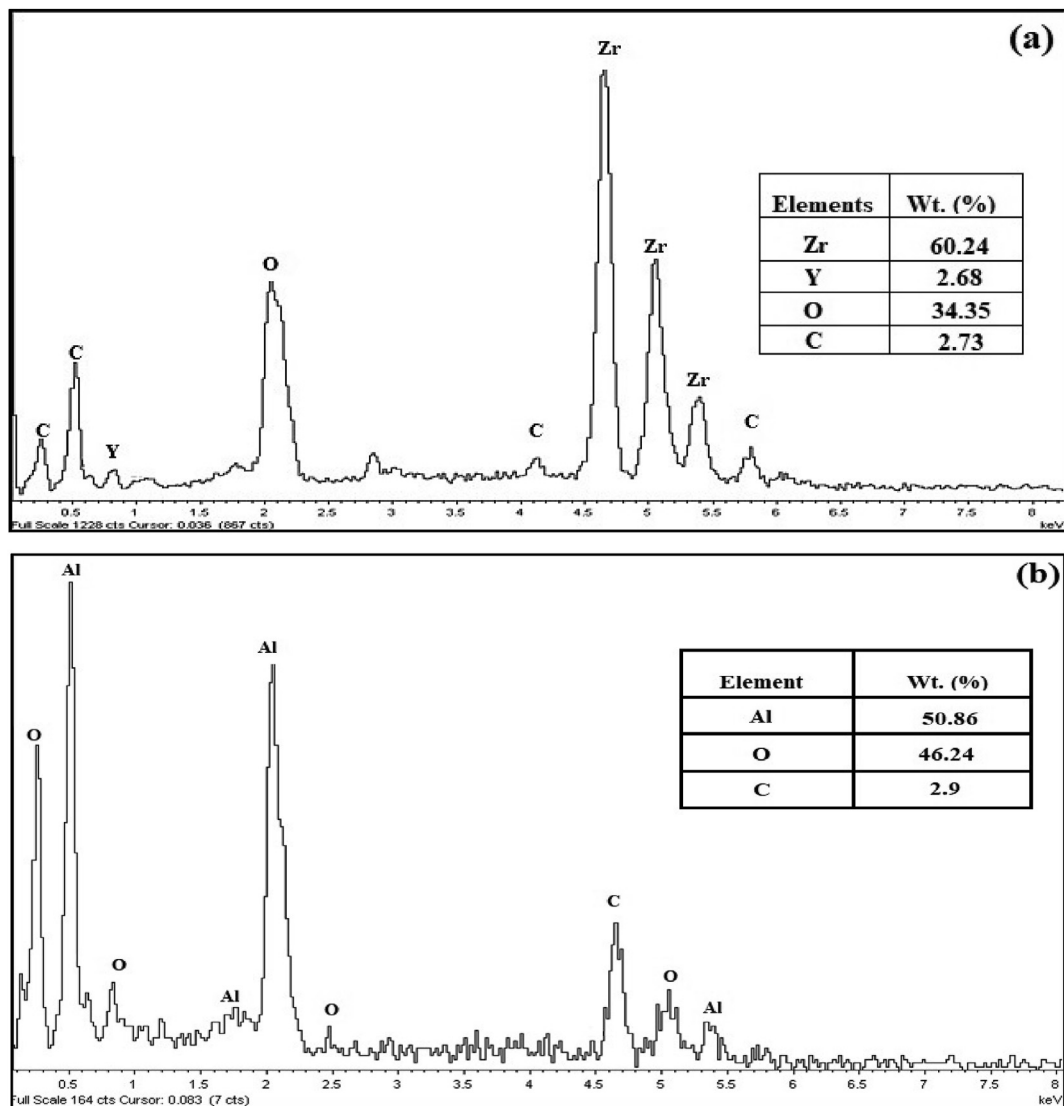 (a)
Zr
Elements Wt. (%)
Zr 60.24
Y 2.68
O 34.35
C 2.73
Zr
O
Zr
C
C
Y
C
C
0.5 1 1.5 2 2.5 3 3.5 4 4.5 5 5.5 6 6.5 7 7.5 8
Full Scale 1228 cts Cursor: 0.036 (867 cts) keV
(b)
Al
Al
Element Wt. (%)
Al 50.86
O 46.24
C 2.9
O
C
O
O
Al
O
Al
0.5 1 1.5 2 2.5 3 3.5 4 4.5 5 5.5 6 6.5 7 7.5 8
Full Scale 164 cts Cursor: 0.083 (7 cts) keV